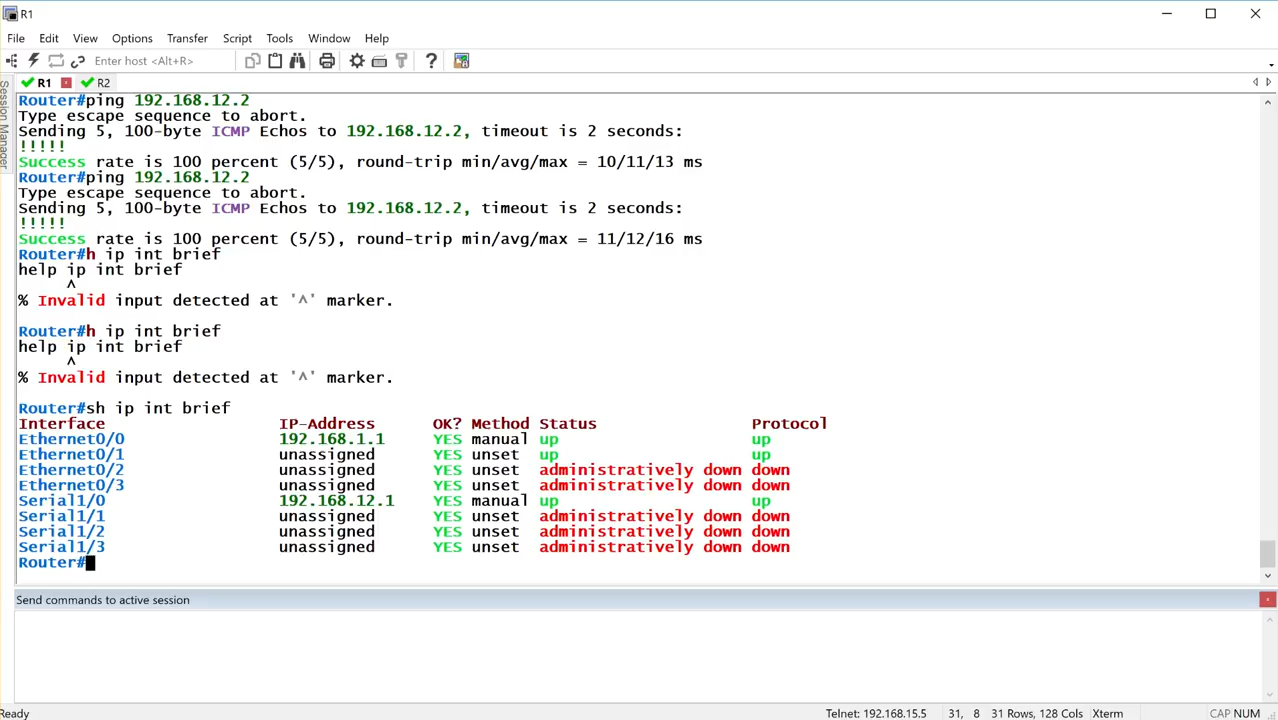 R1
File Edit View Options Transfer Script Tools Window Help
Enter host <Alt+R>
R1 R2
Session Manager
Router#ping 192.168.12.2
Type escape sequence to abort.
Sending 5, 100-byte ICMP Echos to 192.168.12.2, timeout is 2 seconds:
!!!!!
Success rate is 100 percent (5/5), round-trip min/avg/max = 10/11/13 ms
Router#ping 192.168.12.2
Type escape sequence to abort.
Sending 5, 100-byte ICMP Echos to 192.168.12.2, timeout is 2 seconds:
!!!!!
Success rate is 100 percent (5/5), round-trip min/avg/max = 11/12/16 ms
Router#h ip int brief
help ip int brief
^
% Invalid input detected at '^' marker.
Router#h ip int brief
help ip int brief
^
% Invalid input detected at '^' marker.
Router#sh ip int brief
Interface IP-Address OK? Method Status Protocol
Ethernet0/0 192.168.1.1 YES manual up up
Ethernet0/1 unassigned YES unset up up
Ethernet0/2 unassigned YES unset administratively down down
Ethernet0/3 unassigned YES unset administratively down down
Serial1/0 192.168.12.1 YES manual up up
Serial1/1 unassigned YES unset administratively down down
Serial1/2 unassigned YES unset administratively down down
Serial1/3 unassigned YES unset administratively down down
Router#
Send commands to active session
Ready Telnet: 192.168.15.5 31, 8 31 Rows, 128 Cols Xterm CAP NUM